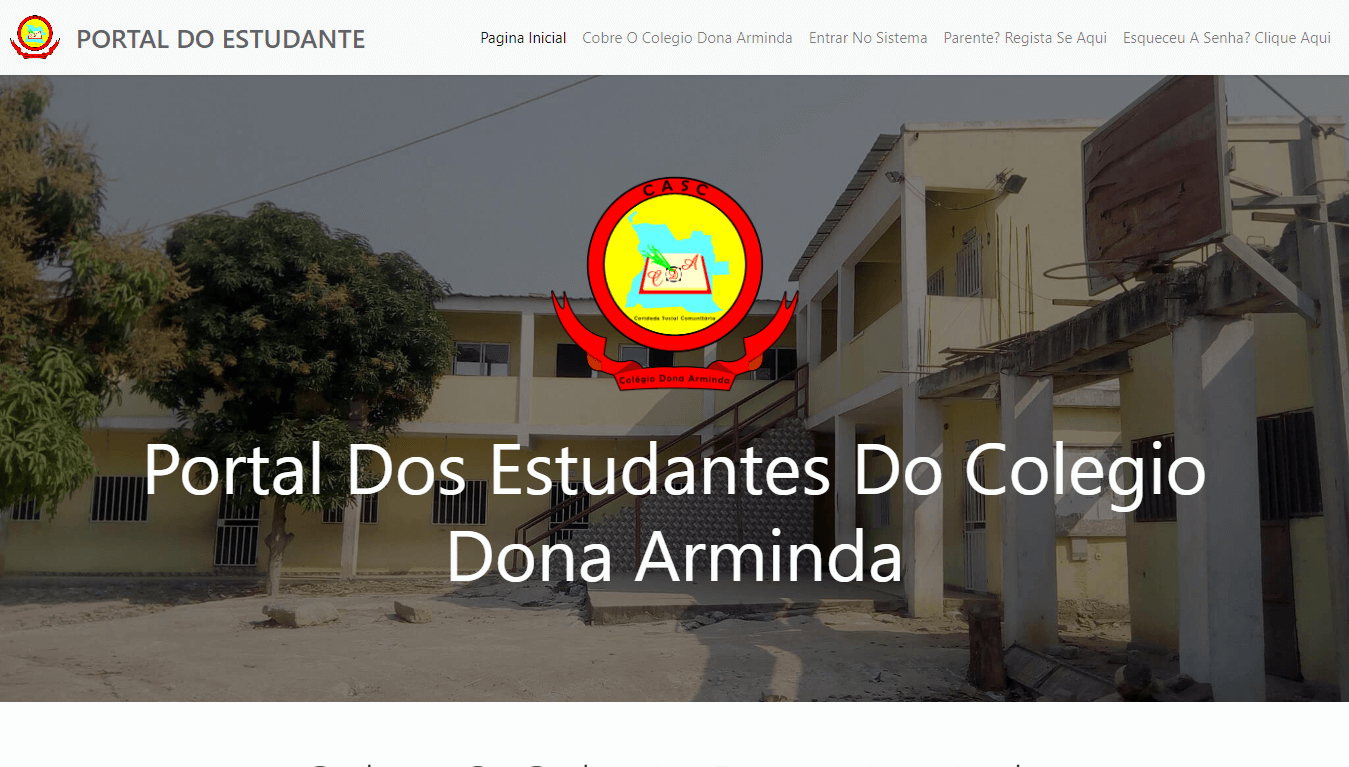 PORTAL DO ESTUDANTE
Pagina Inicial
Cobre O Colegio Dona Arminda
Entrar No Sistema
Parente? Regista Se Aqui
Esqueceu A Senha? Clique Aqui
CASC
CDA
Caridade Social Comunitária
Colégio Dona Arminda
Portal Dos Estudantes Do Colegio
Dona Arminda